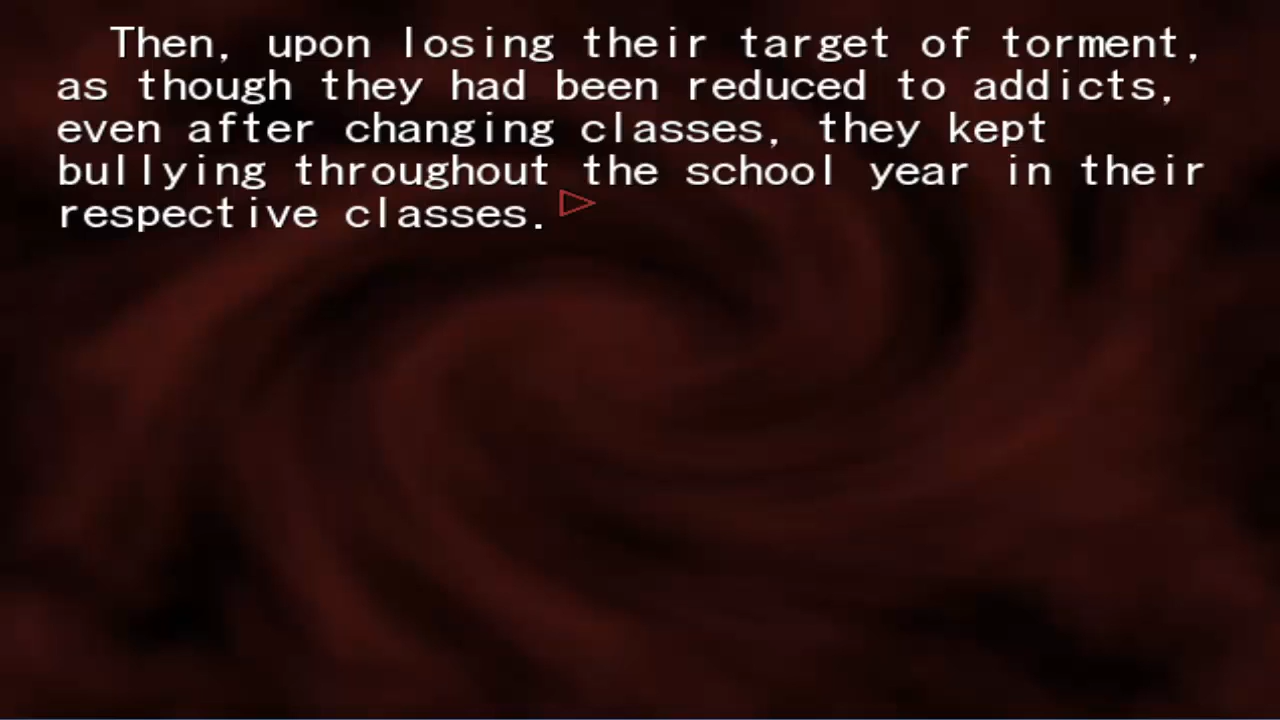 Then, upon losing their target of torment,
as though they had been reduced to addicts,
even after changing classes, they kept
bullying throughout the school year in their
respective classes.